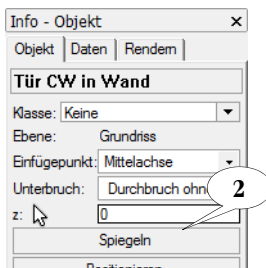 Info - Objekt
Objekt Daten Rendern
Tür CW in Wand
Klasse: Keine
Ebene: Grundriss
Einfügepunkt: Mittelachse
Unterbruch: Durchbruch ohn
2
z: 0
Spiegeln
Positionieren